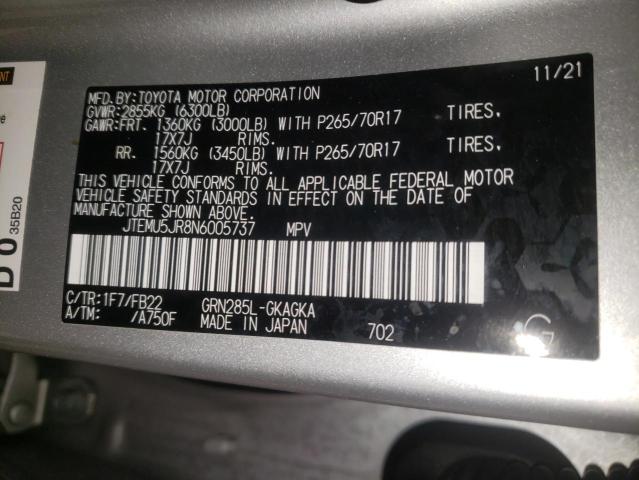 11/21
MFD.BY:TOYOTA MOTOR CORPORATION
GVWR:2855KG (6300LB)
GAWR:FRT. 1360KG (3000LB) WITH P265/70R17 TIRES,
17X7J RIMS.
RR. 1560KG (3450LB) WITH P265/70R17 TIRES,
17X7J RIMS.
THIS VEHICLE CONFORMS TO ALL APPLICABLE FEDERAL MOTOR
VEHICLE SAFETY STANDARDS IN EFFECT ON THE DATE OF
MANUFACTURE SHOWN ABOVE.
JTEMU5JR8N6005737 MPV
C/TR:1F7/FB22 GRN285L-GKAGKA
A/TM: /A750F MADE IN JAPAN 702
G
35B20